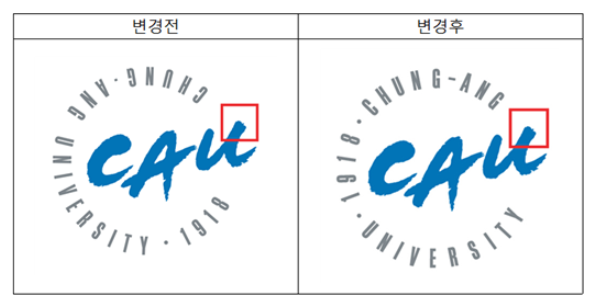 변경전
변경후
CHUNG·ANG UNIVERSITY · 1918
CAU
· 1918 · CHUNG-ANG
CAU
UNIVERSITY